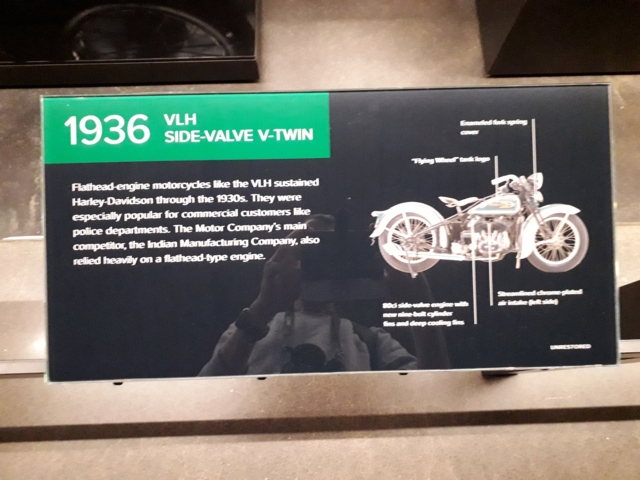 1936
VLH
SIDE-VALVE V-TWIN
Flathead-engine motorcycles like the VLH sustained
Harley-Davidson through the 1930s. They were
especially popular for commercial customers like
police departments. The Motor Company's main
competitor, the Indian Manufacturing Company, also
relied heavily on a flathead-type engine.
Enameled fork spring
cover
"Flying Wheel" tank logo
80ci side-valve engine with
new nine-bolt cylinder
fins and deep cooling fins
Streamlined chrome-plated
air intake (left side)
UNRESTORED